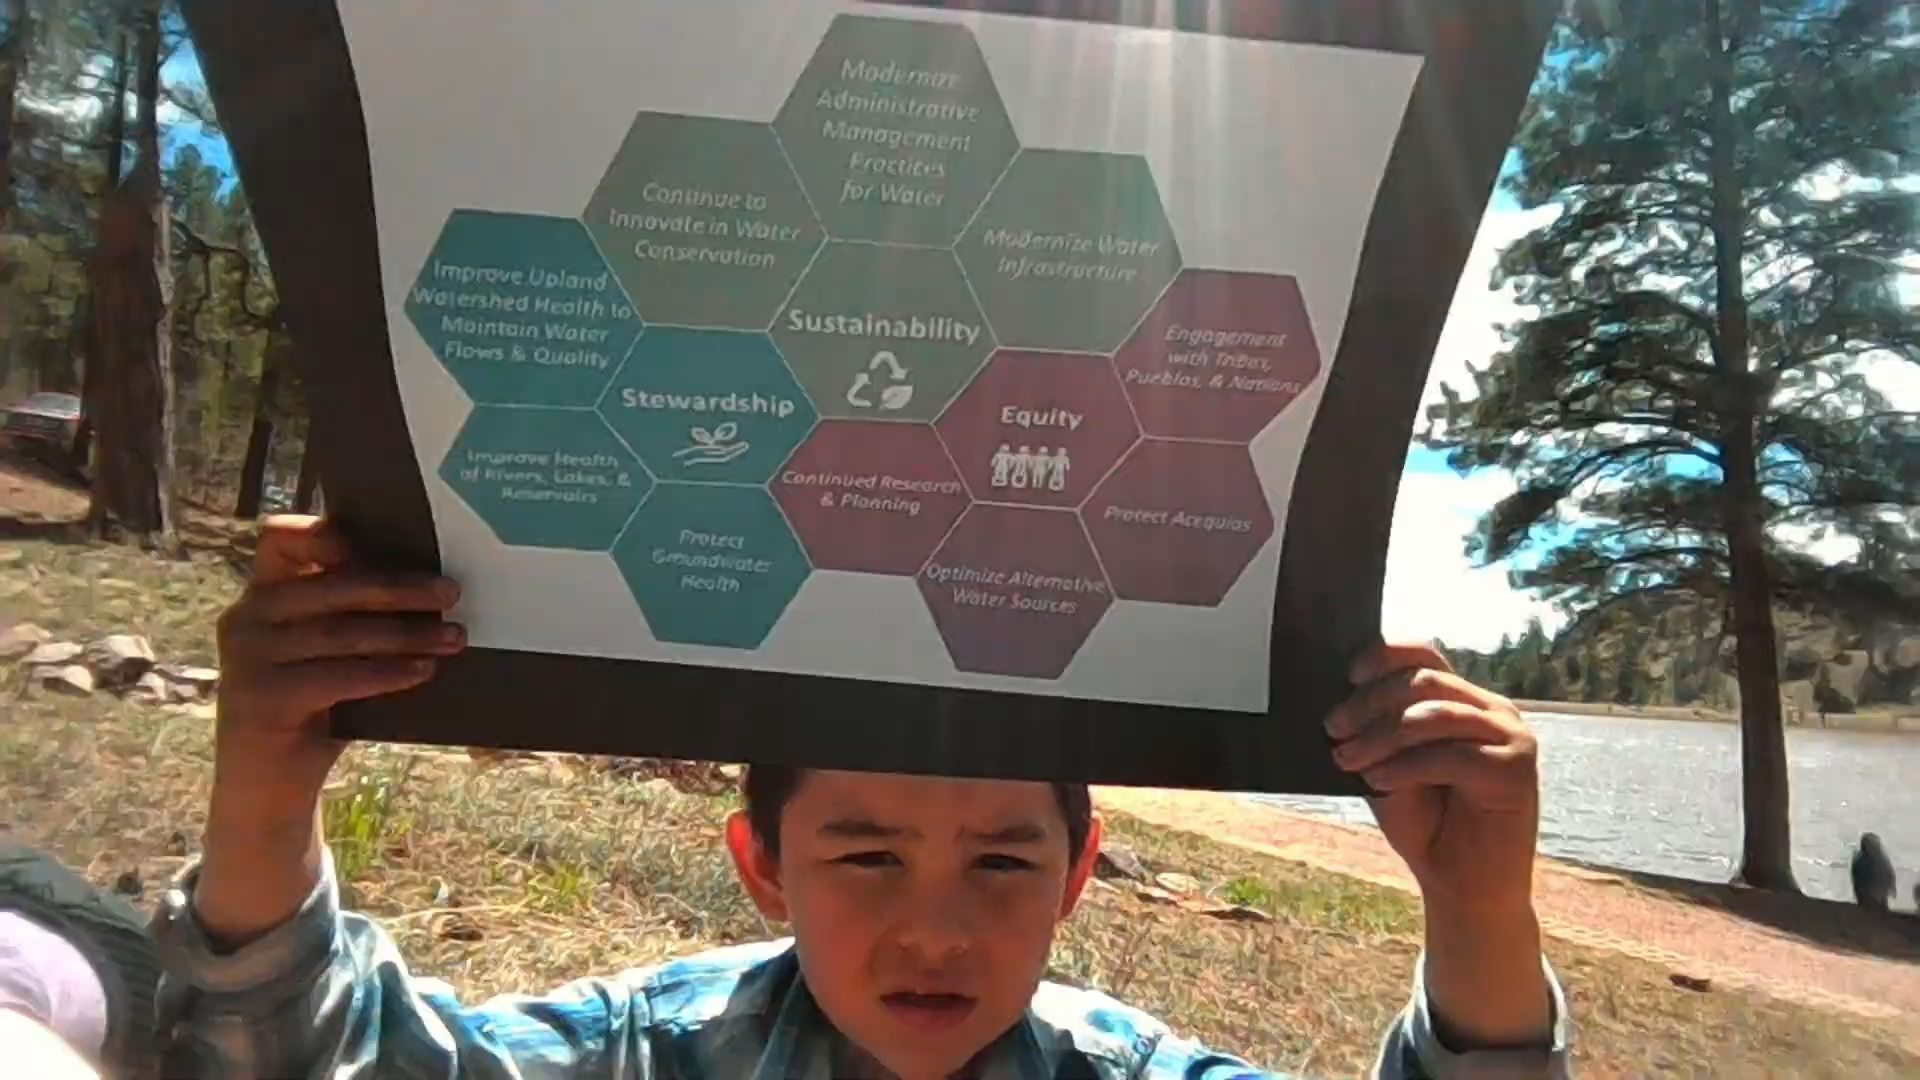 Modernize
Administrative
Management
Practices
for Water
Continue to
Innovate in Water
Conservation
Modernize Water
Infrastructure
Improve Upland
Watershed Health to
Maintain Water
Flows & Quality
Sustainability
Engagement
with Tribes,
Pueblos, & Nations
Stewardship
Equity
Improve Health
of Rivers, Lakes, &
Reservoirs
Continued Research
& Planning
Protect Acequias
Protect
Groundwater
Health
Optimize Alternative
Water Sources